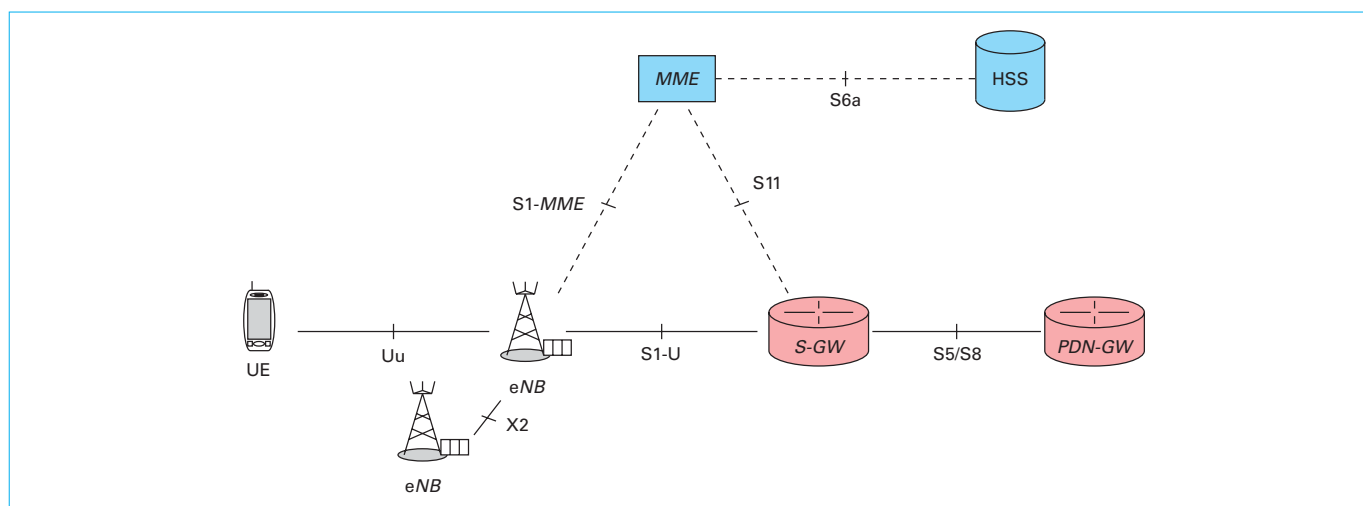 MME
HSS
S6a
S1-MME
S11
UE
Uu
eNB
S1-U
S-GW
S5/S8
PDN-GW
X2
eNB